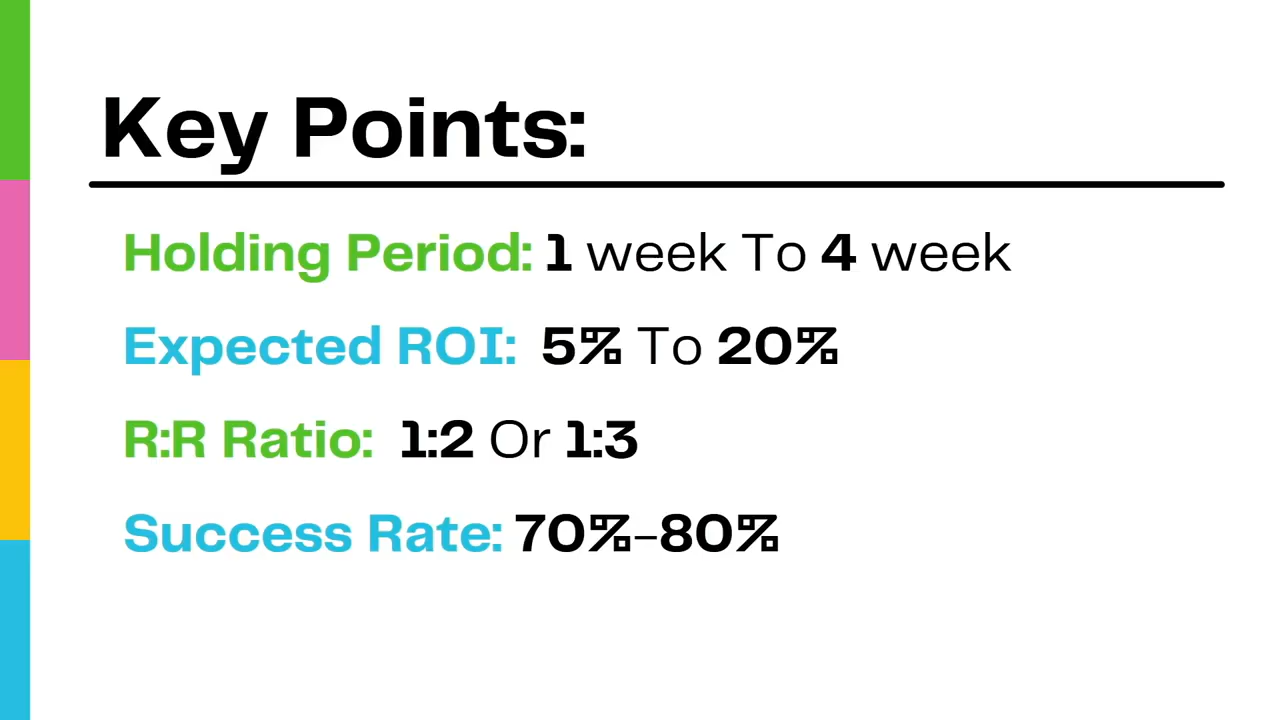 Key Points:
Holding Period: 1 week To 4 week
Expected ROI: 5% To 20%
R:R Ratio: 1:2 Or 1:3
Success Rate: 70%-80%